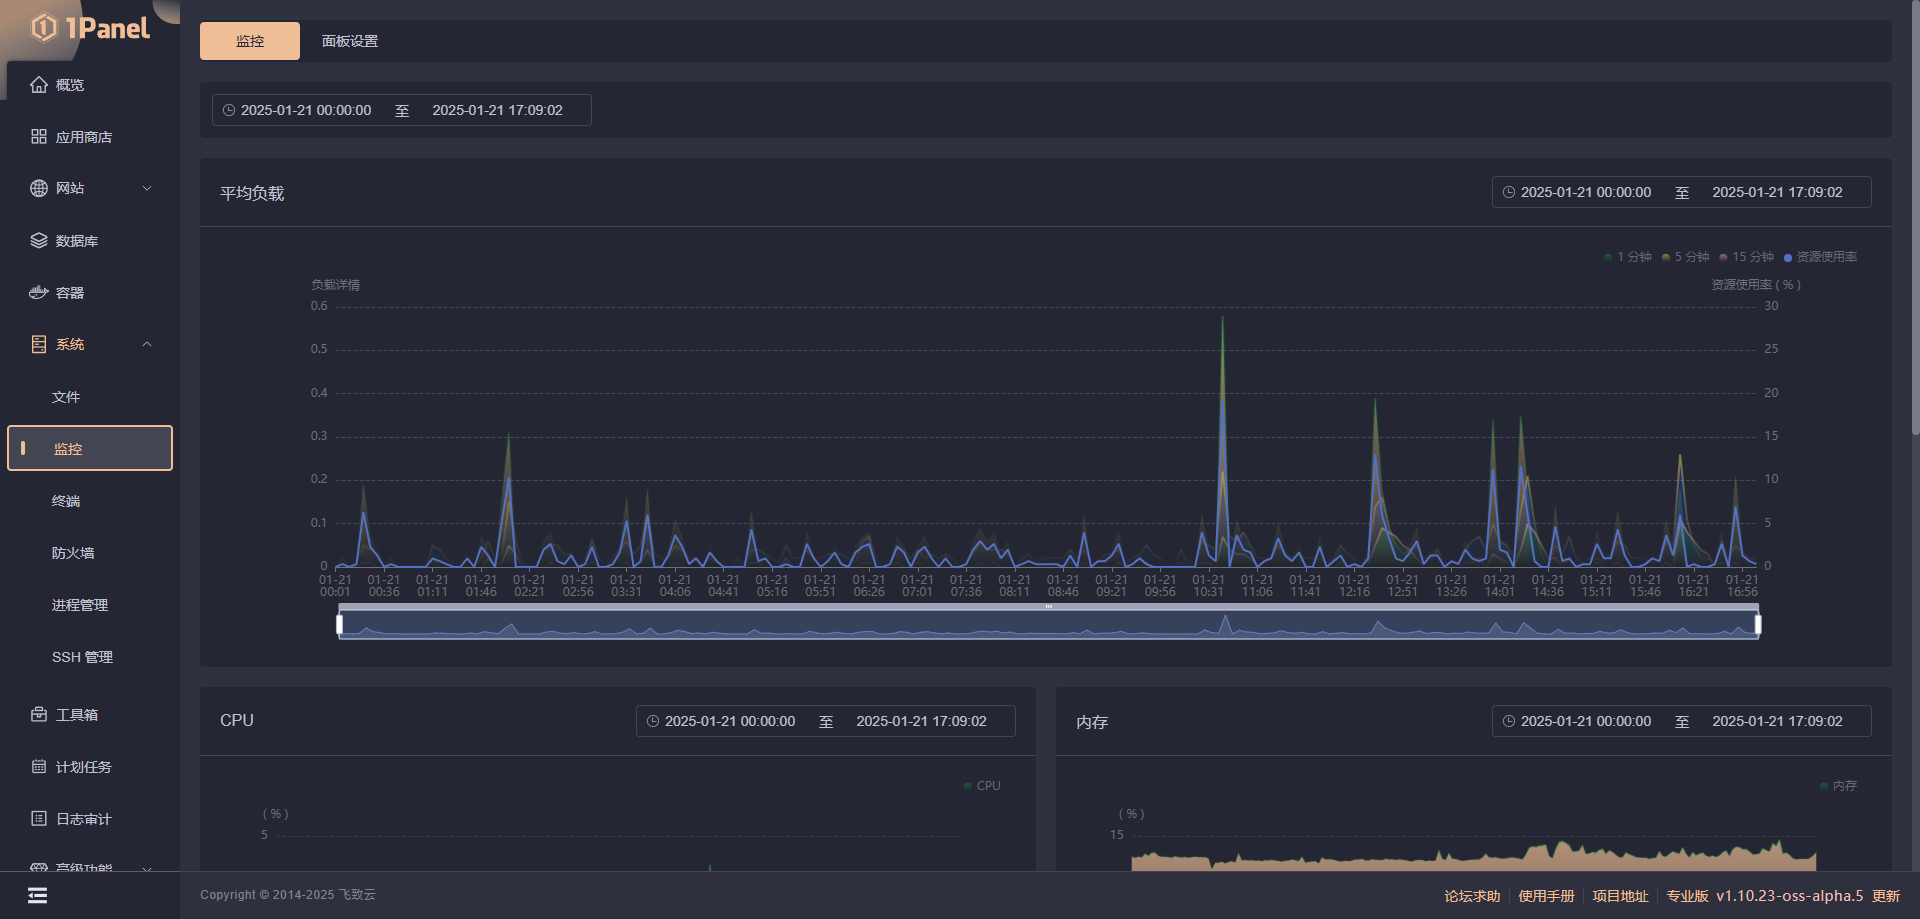 1Panel
概览
应用商店
网站
数据库
容器
系统
文件
监控
终端
防火墙
进程管理
SSH 管理
工具箱
计划任务
日志审计
高级功能
监控 面板设置
2025-01-21 00:00:00 至 2025-01-21 17:09:02
平均负载 2025-01-21 00:00:00 至 2025-01-21 17:09:02
1 分钟 5 分钟 15 分钟 资源使用率
负载详情 资源使用率 ( % )
0.6 30
0.5 25
0.4 20
0.3 15
0.2 10
0.1 5
0 0
01-21 01-21 01-21 01-21 01-21 01-21 01-21 01-21 01-21 01-21 01-21 01-21 01-21 01-21 01-21 01-21 01-21 01-21 01-21 01-21 01-21 01-21 01-21 01-21 01-21 01-21 01-21 01-21 01-21 01-21
00:01 00:36 01:11 01:46 02:21 02:56 03:31 04:06 04:41 05:16 05:51 06:26 07:01 07:36 08:11 08:46 09:21 09:56 10:31 11:06 11:41 12:16 12:51 13:26 14:01 14:36 15:11 15:46 16:21 16:56
CPU 2025-01-21 00:00:00 至 2025-01-21 17:09:02
CPU
( % )
5
内存 2025-01-21 00:00:00 至 2025-01-21 17:09:02
内存
( % )
15
Copyright © 2014-2025 飞致云
论坛求助 使用手册 项目地址 专业版 v1.10.23-oss-alpha.5 更新